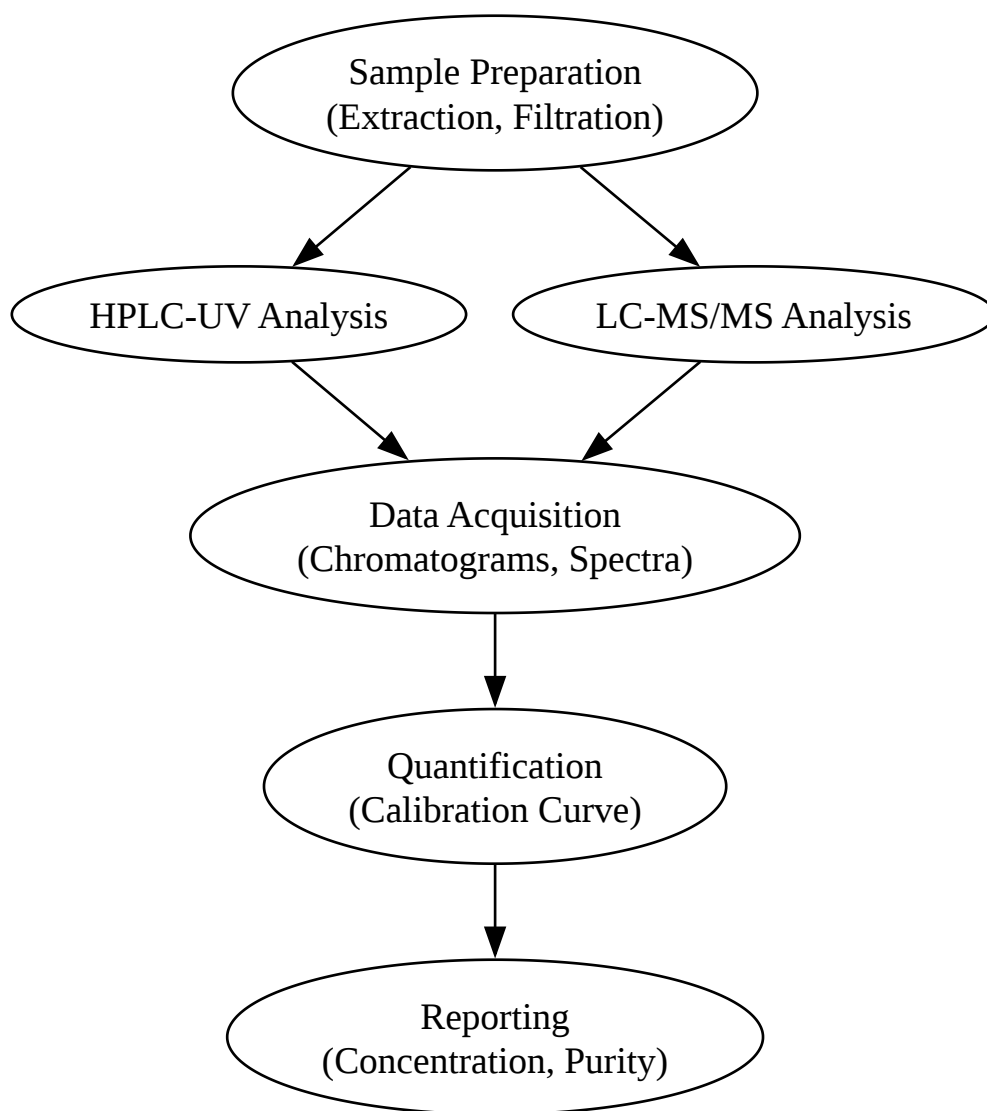 Sample Preparation
(Extraction, Filtration)
HPLC-UV Analysis
LC-MS/MS Analysis
Data Acquisition
(Chromatograms, Spectra)
Quantification
(Calibration Curve)
Reporting
(Concentration, Purity)